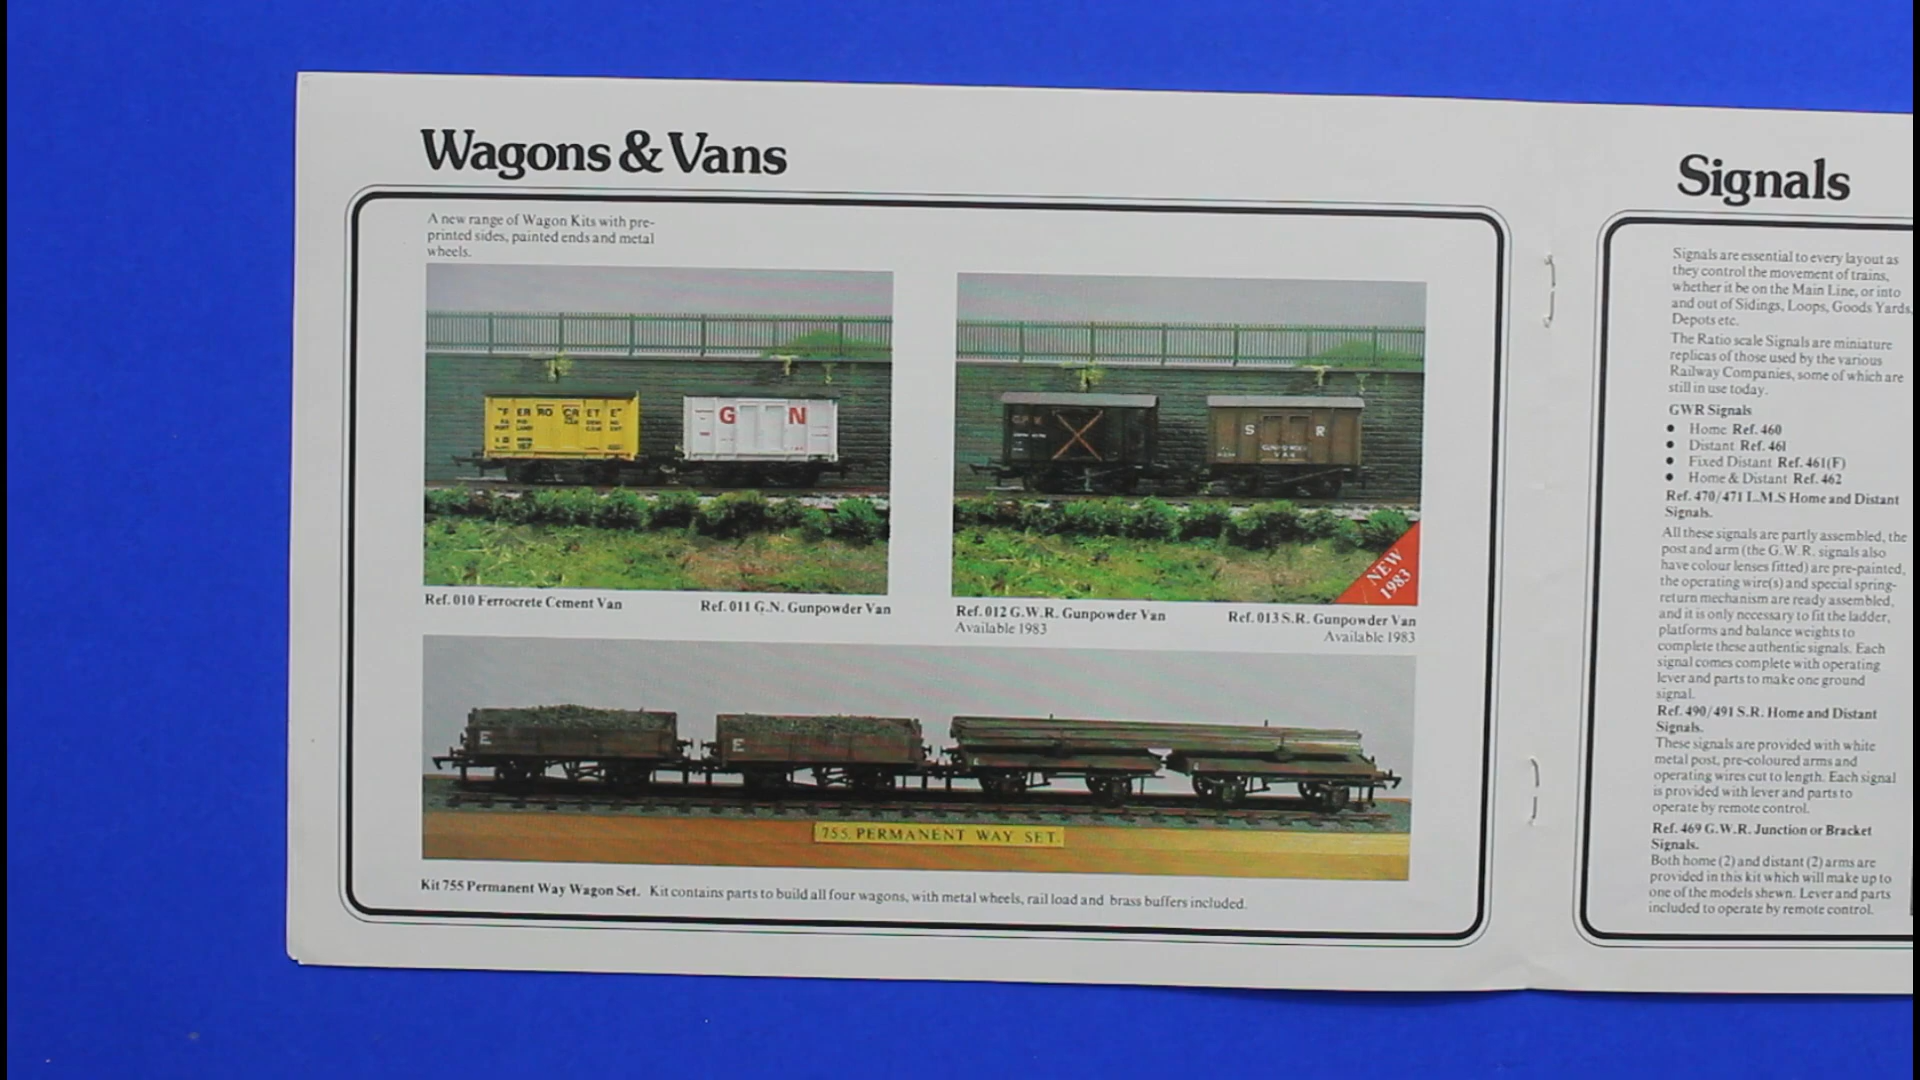 Wagons & Vans
A new range of Wagon Kits with pre-
printed sides, painted ends and metal
wheels.
"FERROCRETE"
G N
G.P.V.
S R
GUNPOWDER
VAN
NEW
1983
Ref. 010 Ferrocrete Cement Van
Ref. 011 G.N. Gunpowder Van
Ref. 012 G.W.R. Gunpowder Van
Available 1983
Ref. 013 S.R. Gunpowder Van
Available 1983
E
E
755. PERMANENT WAY SET.
Kit 755 Permanent Way Wagon Set. Kit contains parts to build all four wagons, with metal wheels, rail load and brass buffers included.
Signals
Signals are essential to every layout as
they control the movement of trains,
whether it be on the Main Line, or into
and out of Sidings, Loops, Goods Yards,
Depots etc.
The Ratio scale Signals are miniature
replicas of those used by the various
Railway Companies, some of which are
still in use today.
GWR Signals
● Home Ref. 460
● Distant Ref. 461
● Fixed Distant Ref. 461(F)
● Home & Distant Ref. 462
Ref. 470/471 L.M.S Home and Distant
Signals.
All these signals are partly assembled, the
post and arm (the G.W.R. signals also
have colour lenses fitted) are pre-painted,
the operating wire(s) and special spring-
return mechanism are ready assembled,
and it is only necessary to fit the ladder,
platforms and balance weights to
complete these authentic signals. Each
signal comes complete with operating
lever and parts to make one ground
signal.
Ref. 490/491 S.R. Home and Distant
Signals.
These signals are provided with white
metal post, pre-coloured arms and
operating wires cut to length. Each signal
is provided with lever and parts to
operate by remote control.
Ref. 469 G.W.R. Junction or Bracket
Signals.
Both home (2) and distant (2) arms are
provided in this kit which will make up to
one of the models shewn. Lever and parts
included to operate by remote control.